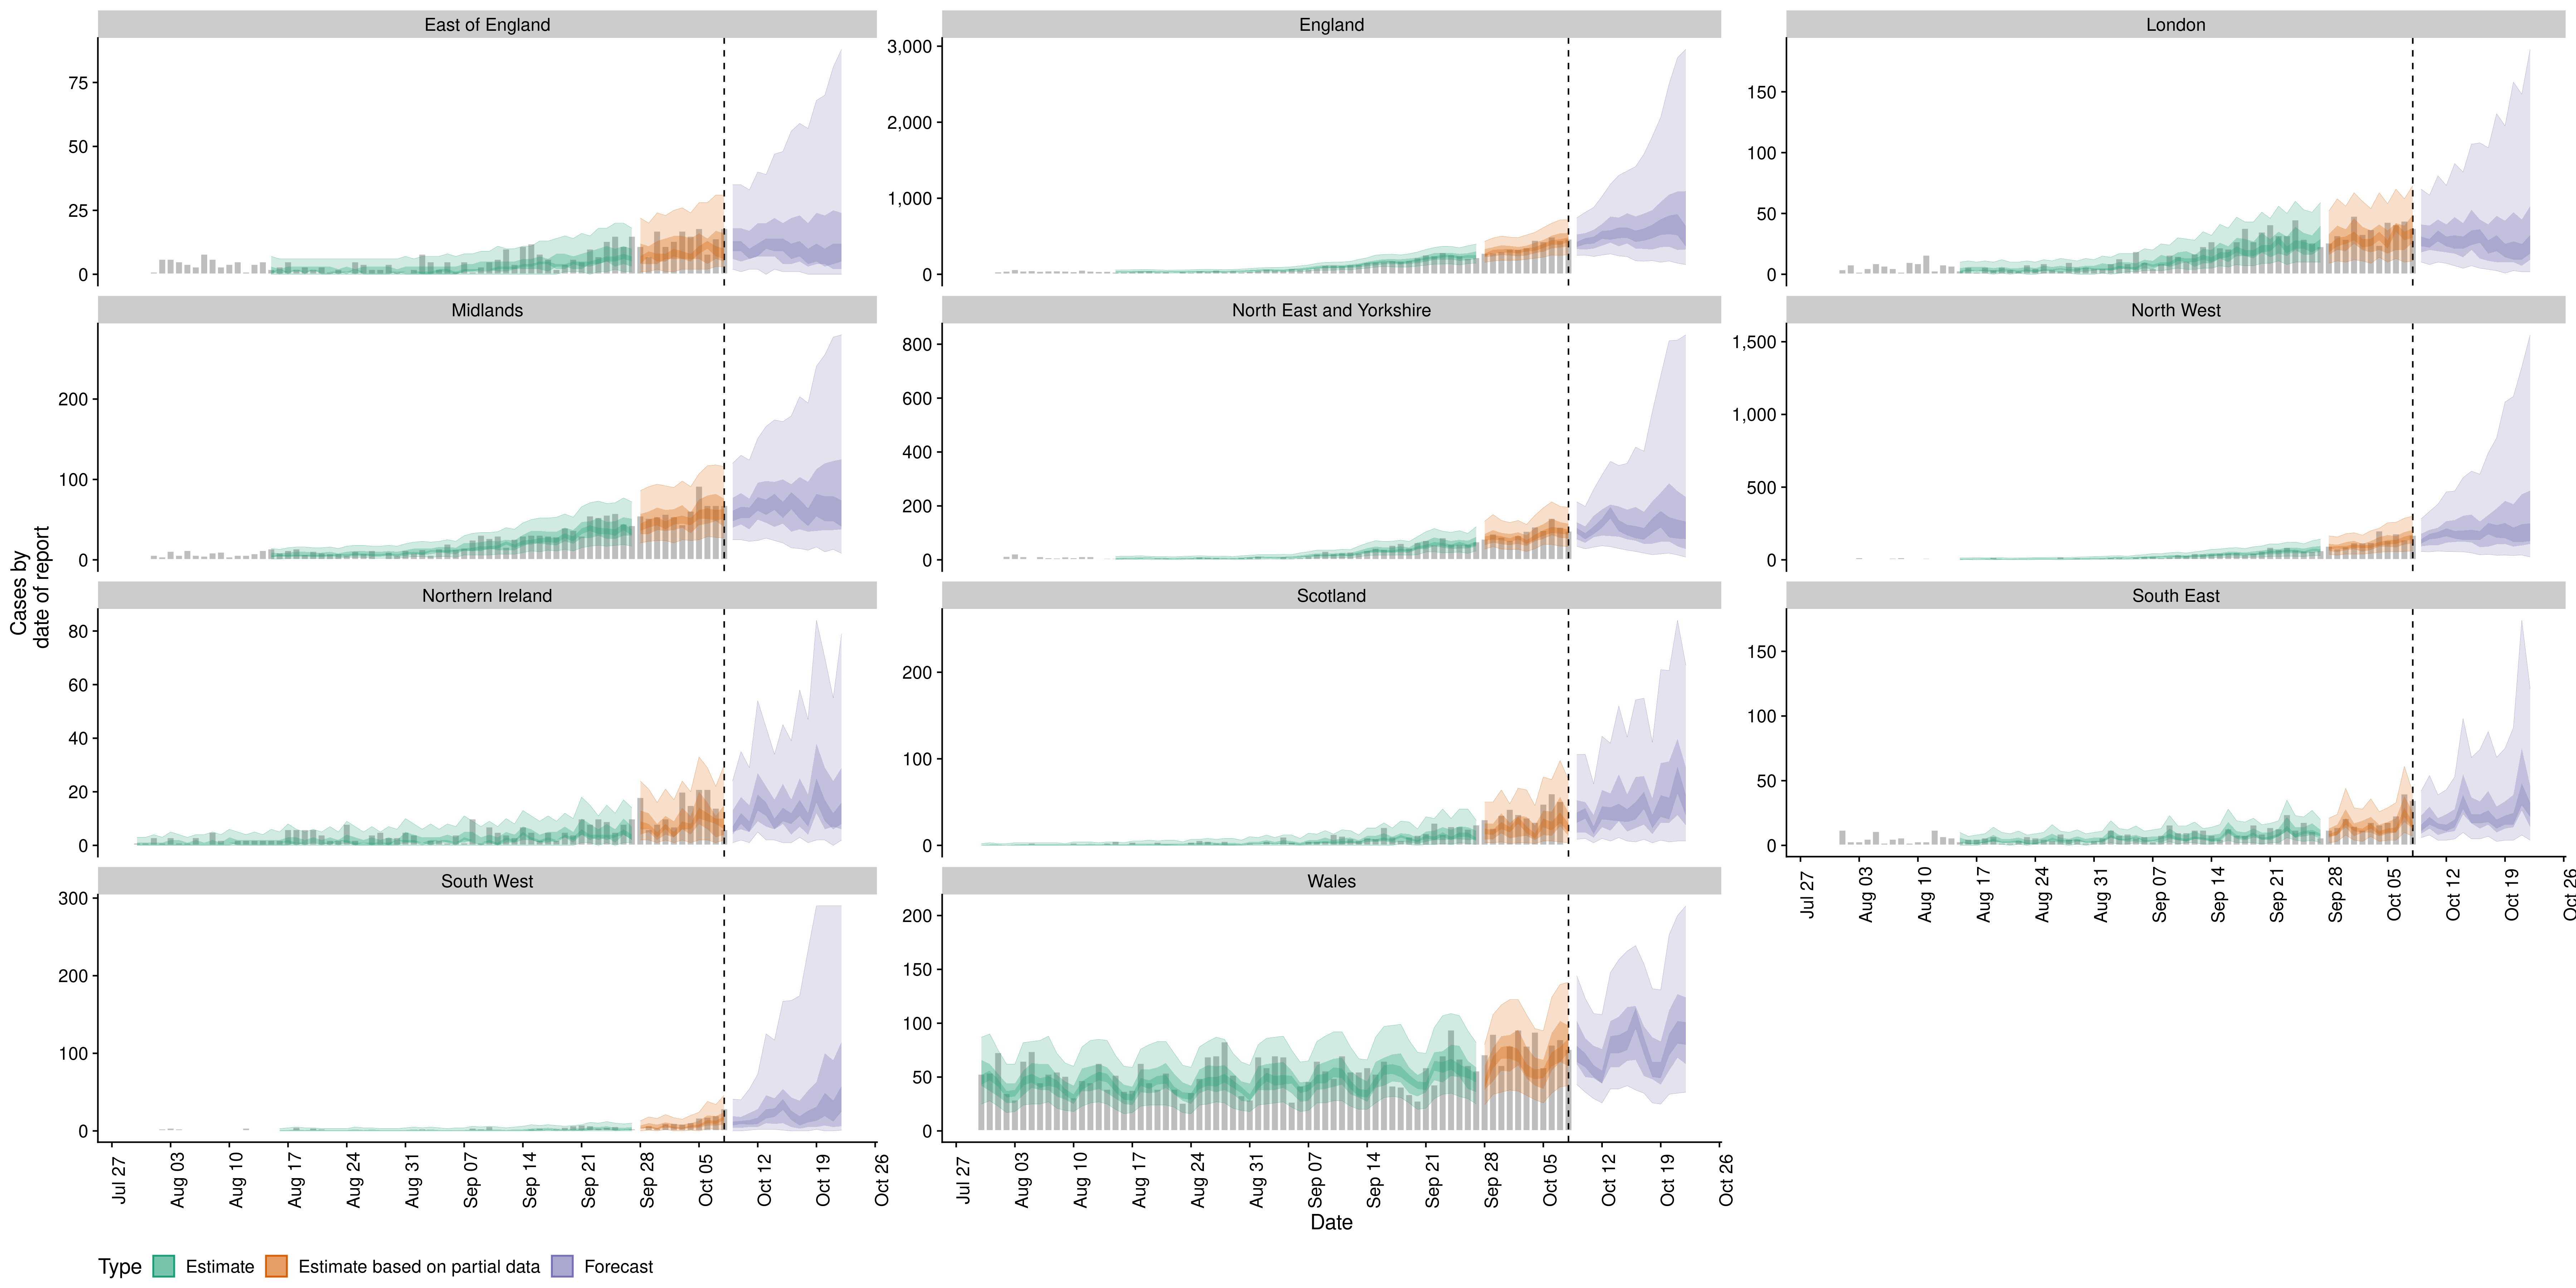 East of England
England
London
75
50
25
0
3,000
2,000
1,000
0
150
100
50
0
Midlands
North East and Yorkshire
North West
200
100
0
800
600
400
200
0
1,500
1,000
500
0
Cases by
date of report
Northern Ireland
Scotland
South East
80
60
40
20
0
200
100
0
150
100
50
0
Jul 27
Aug 03
Aug 10
Aug 17
Aug 24
Aug 31
Sep 07
Sep 14
Sep 21
Sep 28
Oct 05
Oct 12
Oct 19
Oct 26
South West
Wales
300
200
100
0
200
150
100
50
0
Jul 27
Aug 03
Aug 10
Aug 17
Aug 24
Aug 31
Sep 07
Sep 14
Sep 21
Sep 28
Oct 05
Oct 12
Oct 19
Oct 26
Jul 27
Aug 03
Aug 10
Aug 17
Aug 24
Aug 31
Sep 07
Sep 14
Sep 21
Sep 28
Oct 05
Oct 12
Oct 19
Oct 26
Date
Type Estimate Estimate based on partial data Forecast